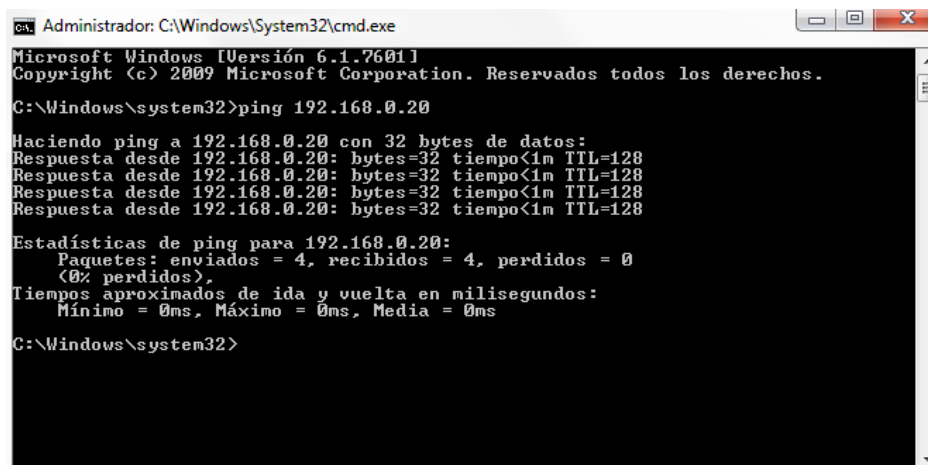 Administrador: C:\Windows\System32\cmd.exe
Microsoft Windows [Versión 6.1.7601]
Copyright (c) 2009 Microsoft Corporation. Reservados todos los derechos.
C:\Windows\system32>ping 192.168.0.20
Haciendo ping a 192.168.0.20 con 32 bytes de datos:
Respuesta desde 192.168.0.20: bytes=32 tiempo<1m TTL=128
Respuesta desde 192.168.0.20: bytes=32 tiempo<1m TTL=128
Respuesta desde 192.168.0.20: bytes=32 tiempo<1m TTL=128
Respuesta desde 192.168.0.20: bytes=32 tiempo<1m TTL=128
Estadísticas de ping para 192.168.0.20:
Paquetes: enviados = 4, recibidos = 4, perdidos = 0
(0% perdidos),
Tiempos aproximados de ida y vuelta en milisegundos:
Mínimo = 0ms, Máximo = 0ms, Media = 0ms
C:\Windows\system32>